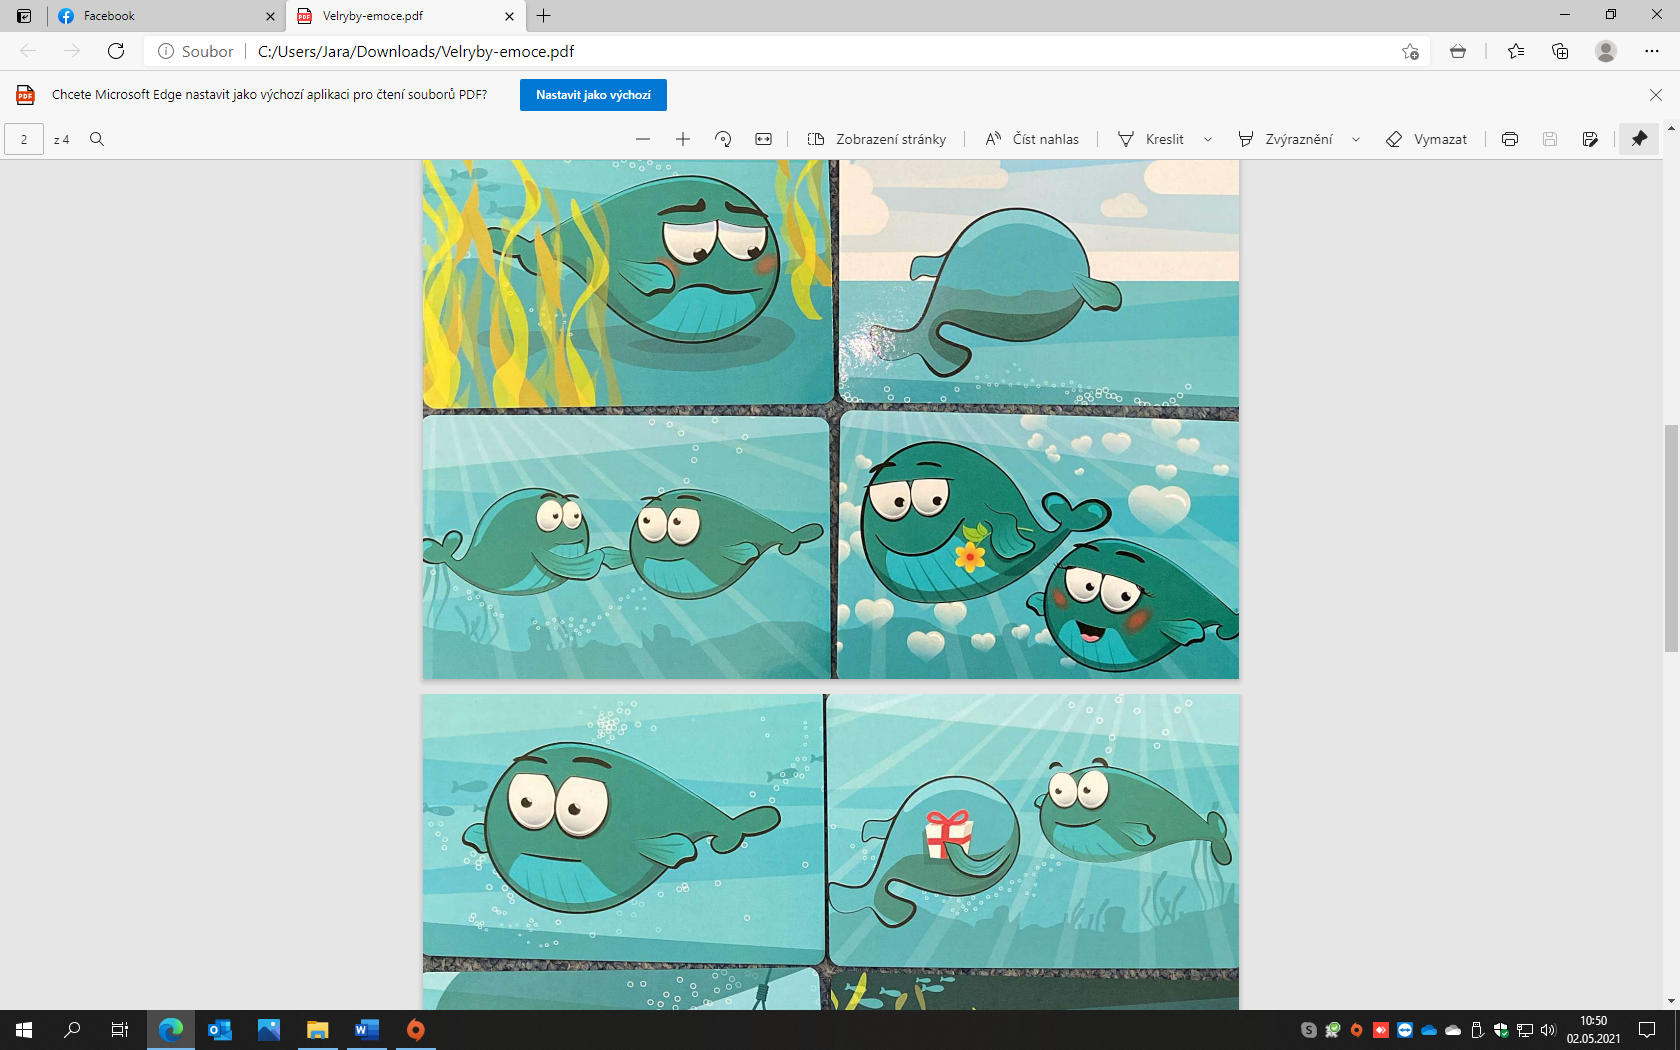 Facebook
Velryby-emoce.pdf
Soubor
C:/Users/Jara/Downloads/Velryby-emoce.pdf
PDF
Chcete Microsoft Edge nastavit jako výchozí aplikaci pro čtení souborů PDF?
Nastavit jako výchozí
2 z 4
Zobrazení stránky
Číst nahlas
Kreslit
Zvýraznění
Vymazat
10:50
02.05.2021